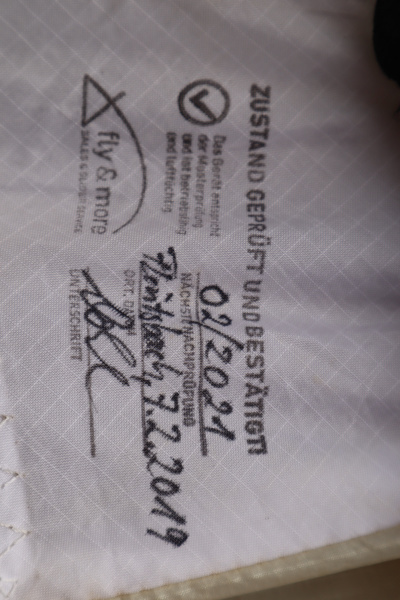 ZUSTAND GEPRÜFT UND BESTÄTIGT!
Das Gerät entspricht
der Musterprüfung
und ist betriebstüchtig
und lufttüchtig
02/2021
NÄCHSTE NACHPRÜFUNG
7.2.2019
ORT, DATUM
UNTERSCHRIFT
fly & more